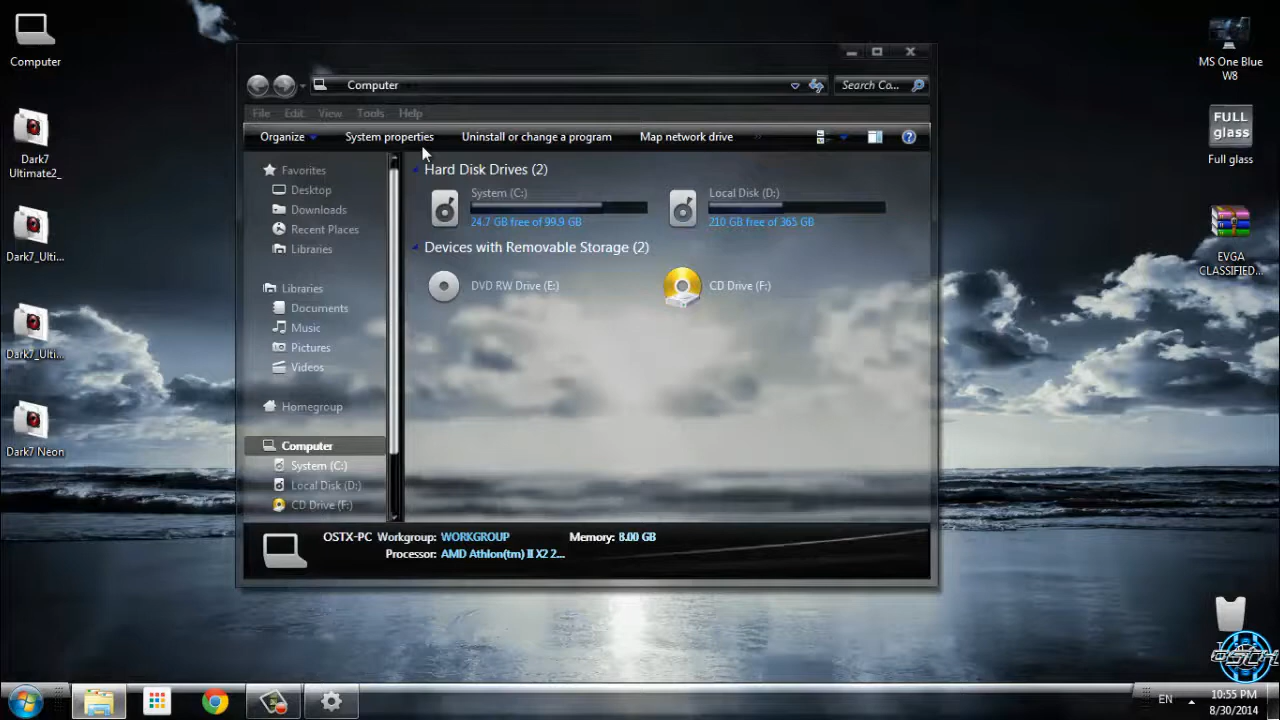 Computer
Dark7
Ultimate2_
Dark7_Ulti...
Dark7_Ulti...
Dark7 Neon
Computer
Search Co...
File Edit View Tools Help
Organize System properties Uninstall or change a program Map network drive »
Favorites
Desktop
Downloads
Recent Places
Libraries
Libraries
Documents
Music
Pictures
Videos
Homegroup
Computer
System (C:)
Local Disk (D:)
CD Drive (F:)
Hard Disk Drives (2)
System (C:)
24.7 GB free of 99.9 GB
Local Disk (D:)
210 GB free of 365 GB
Devices with Removable Storage (2)
DVD RW Drive (E:)
CD Drive (F:)
OSTX-PC Workgroup: WORKGROUP Memory: 8.00 GB
Processor: AMD Athlon(tm) II X2 2...
MS One Blue
W8
FULL
glass
Full glass
EVGA
CLASSIFIED...
EN
10:55 PM
8/30/2014